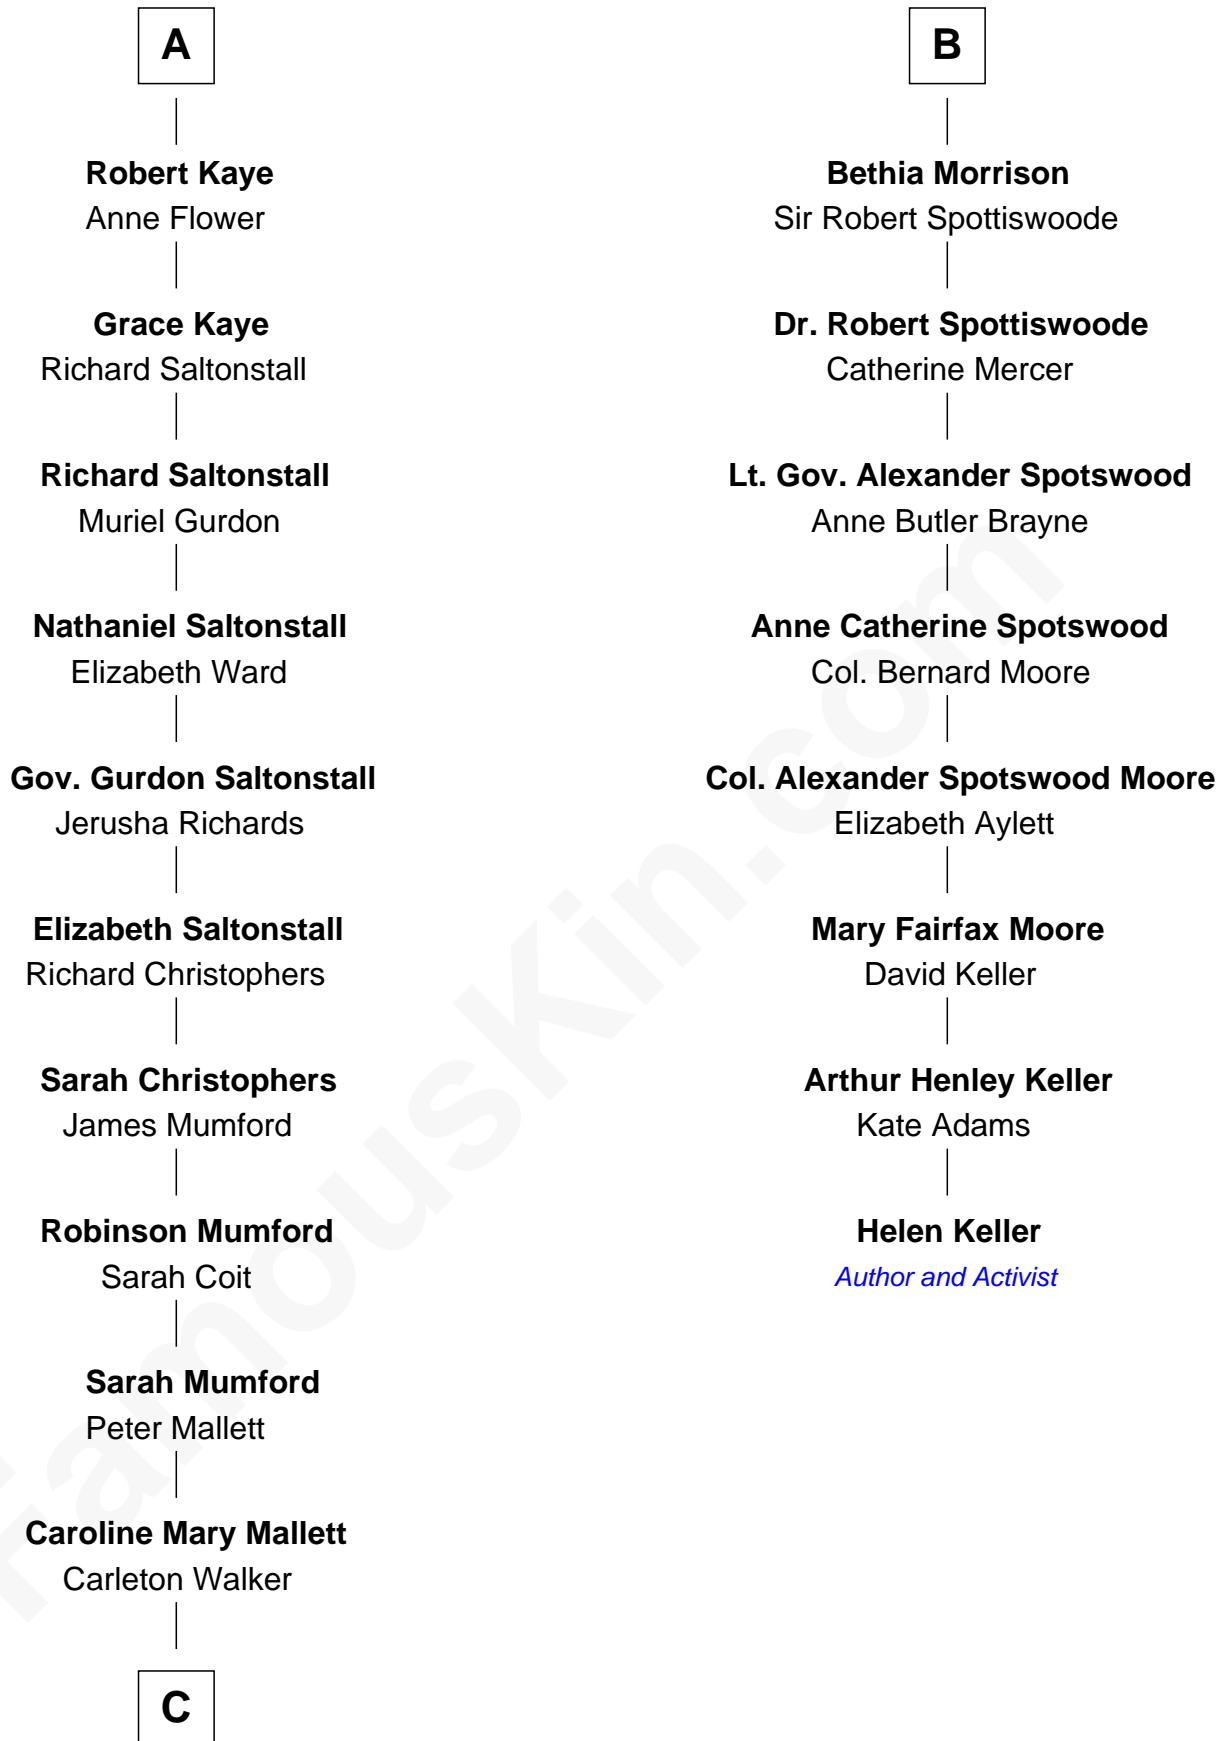 A
Robert Kaye
Anne Flower
Grace Kaye
Richard Saltonstall
Richard Saltonstall
Muriel Gurdon
Nathaniel Saltonstall
Elizabeth Ward
Gov. Gurdon Saltonstall
Jerusha Richards
Elizabeth Saltonstall
Richard Christophers
Sarah Christophers
James Mumford
Robinson Mumford
Sarah Coit
Sarah Mumford
Peter Mallett
Caroline Mary Mallett
Carleton Walker
C
B
Bethia Morrison
Sir Robert Spottiswoode
Dr. Robert Spottiswoode
Catherine Mercer
Lt. Gov. Alexander Spotswood
Anne Butler Brayne
Anne Catherine Spotswood
Col. Bernard Moore
Col. Alexander Spotswood Moore
Elizabeth Aylett
Mary Fairfax Moore
David Keller
Arthur Henley Keller
Kate Adams
Helen Keller
Author and Activist
FamousKin.com